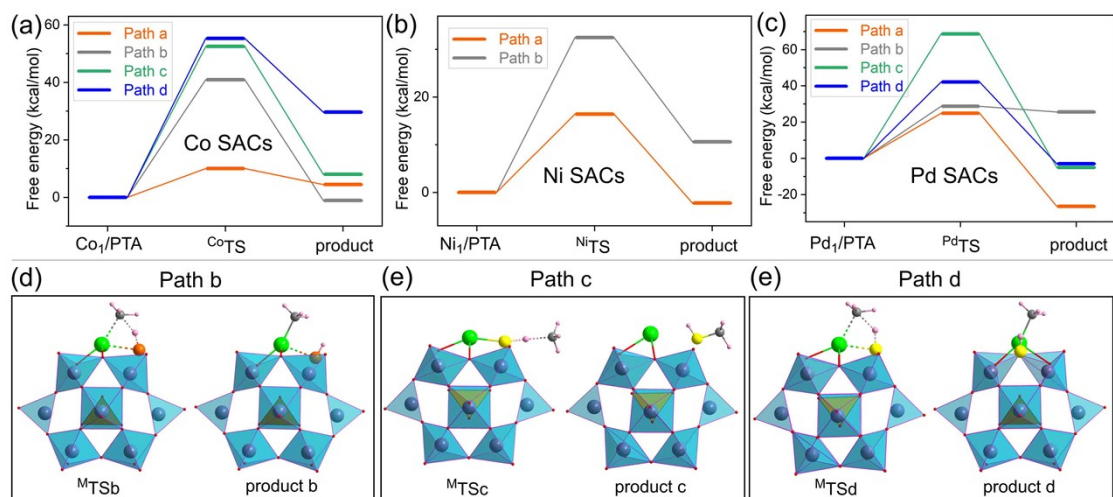 (a)
Free energy (kcal/mol)
60
40
20
0
Path a
Path b
Path c
Path d
Co SACs
Co₁/PTA
ᶜᵒTS
product
(b)
Free energy (kcal/mol)
20
0
Path a
Path b
Ni SACs
Ni₁/PTA
ᴺⁱTS
product
(c)
Free energy (kcal/mol)
60
40
20
0
-20
Path a
Path b
Path c
Path d
Pd SACs
Pd₁/PTA
ᴾᵈTS
product
(d)
Path b
ᴹTSb
product b
(e)
Path c
ᴹTSc
product c
(e)
Path d
ᴹTSd
product d